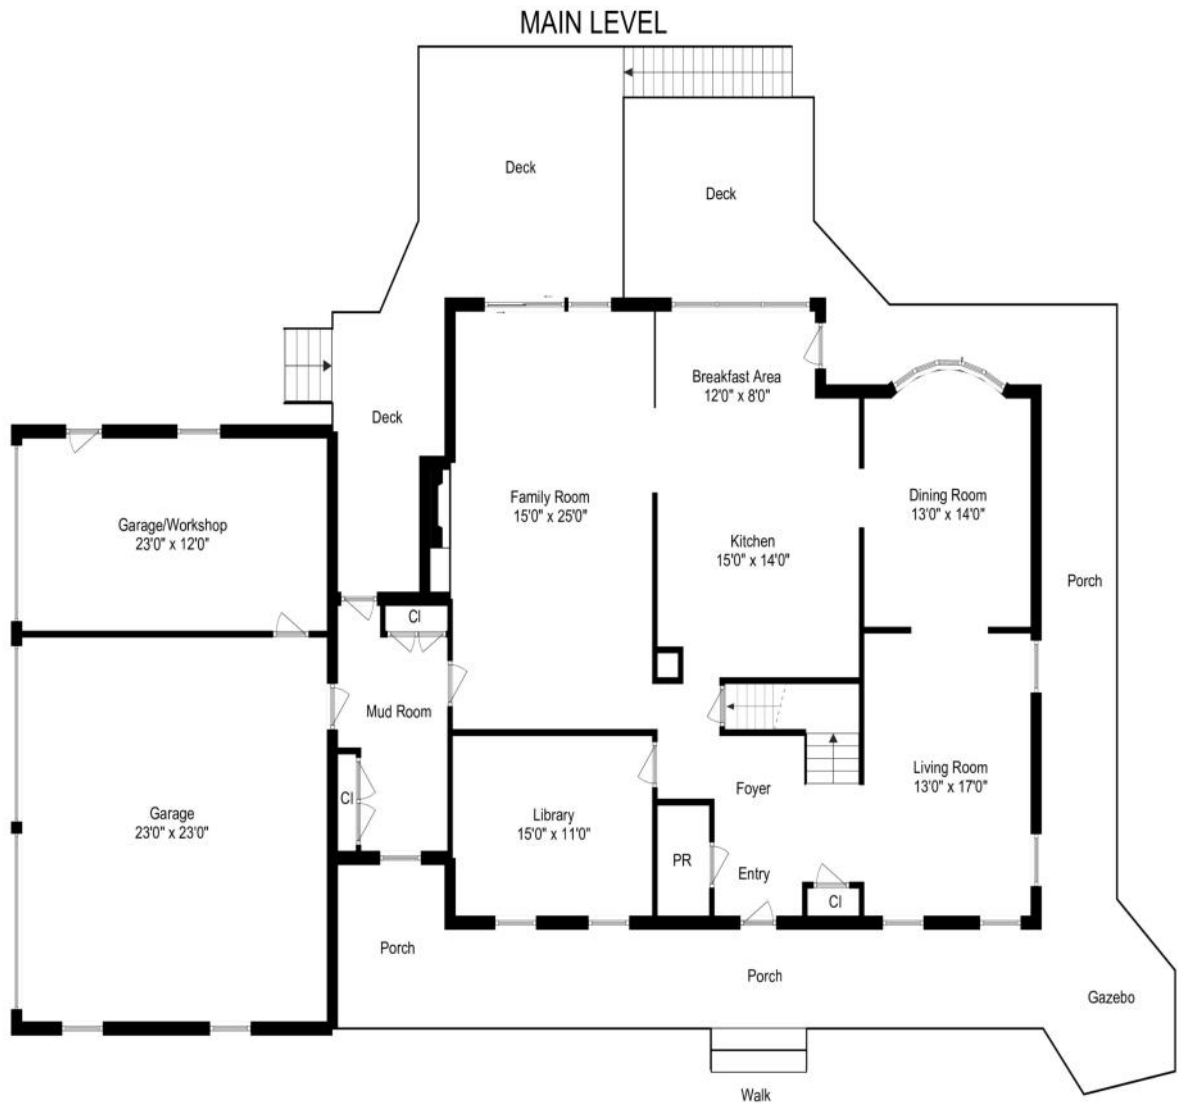 MAIN LEVEL
Deck
Deck
Breakfast Area
12'0" x 8'0"
Deck
Family Room
15'0" x 25'0"
Dining Room
13'0" x 14'0"
Garage/Workshop
23'0" x 12'0"
Kitchen
15'0" x 14'0"
Porch
Cl
Mud Room
Living Room
13'0" x 17'0"
Foyer
Cl
Garage
23'0" x 23'0"
Library
15'0" x 11'0"
PR
Entry
Cl
Porch
Porch
Gazebo
Walk